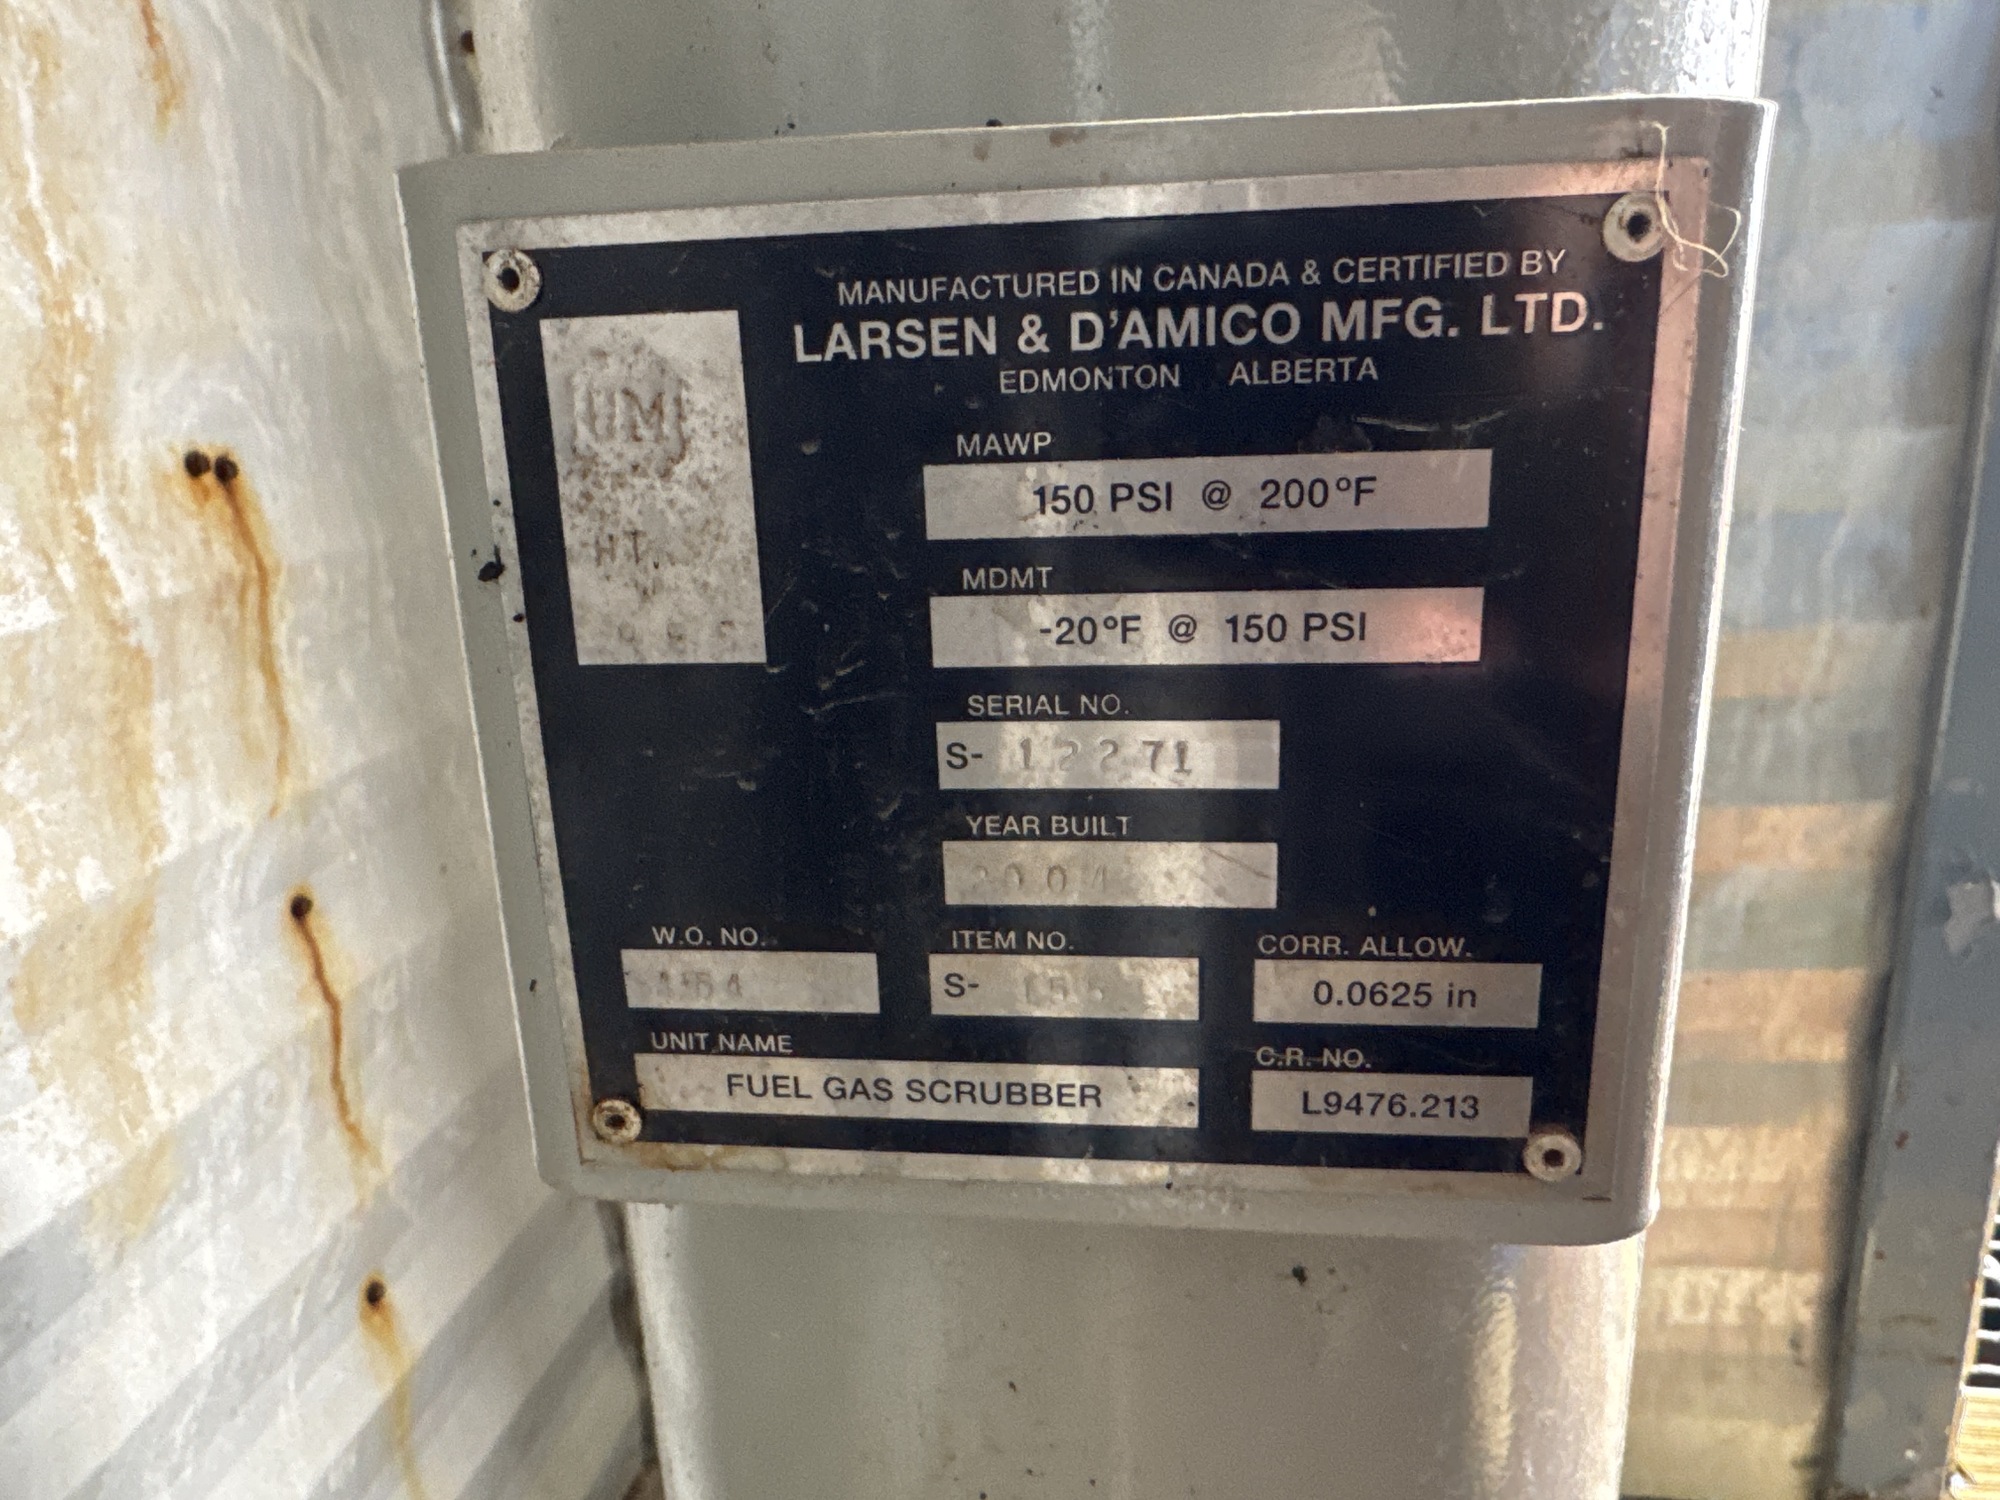 MANUFACTURED IN CANADA & CERTIFIED BY
LARSEN & D'AMICO MFG. LTD.
EDMONTON ALBERTA
UM
HT
MAWP
150 PSI @ 200°F
MDMT
-20°F @ 150 PSI
SERIAL NO.
S- 12271
YEAR BUILT
2004
W.O. NO. ITEM NO. CORR. ALLOW.
S- 0.0625 in
UNIT NAME C.R. NO.
FUEL GAS SCRUBBER L9476.213